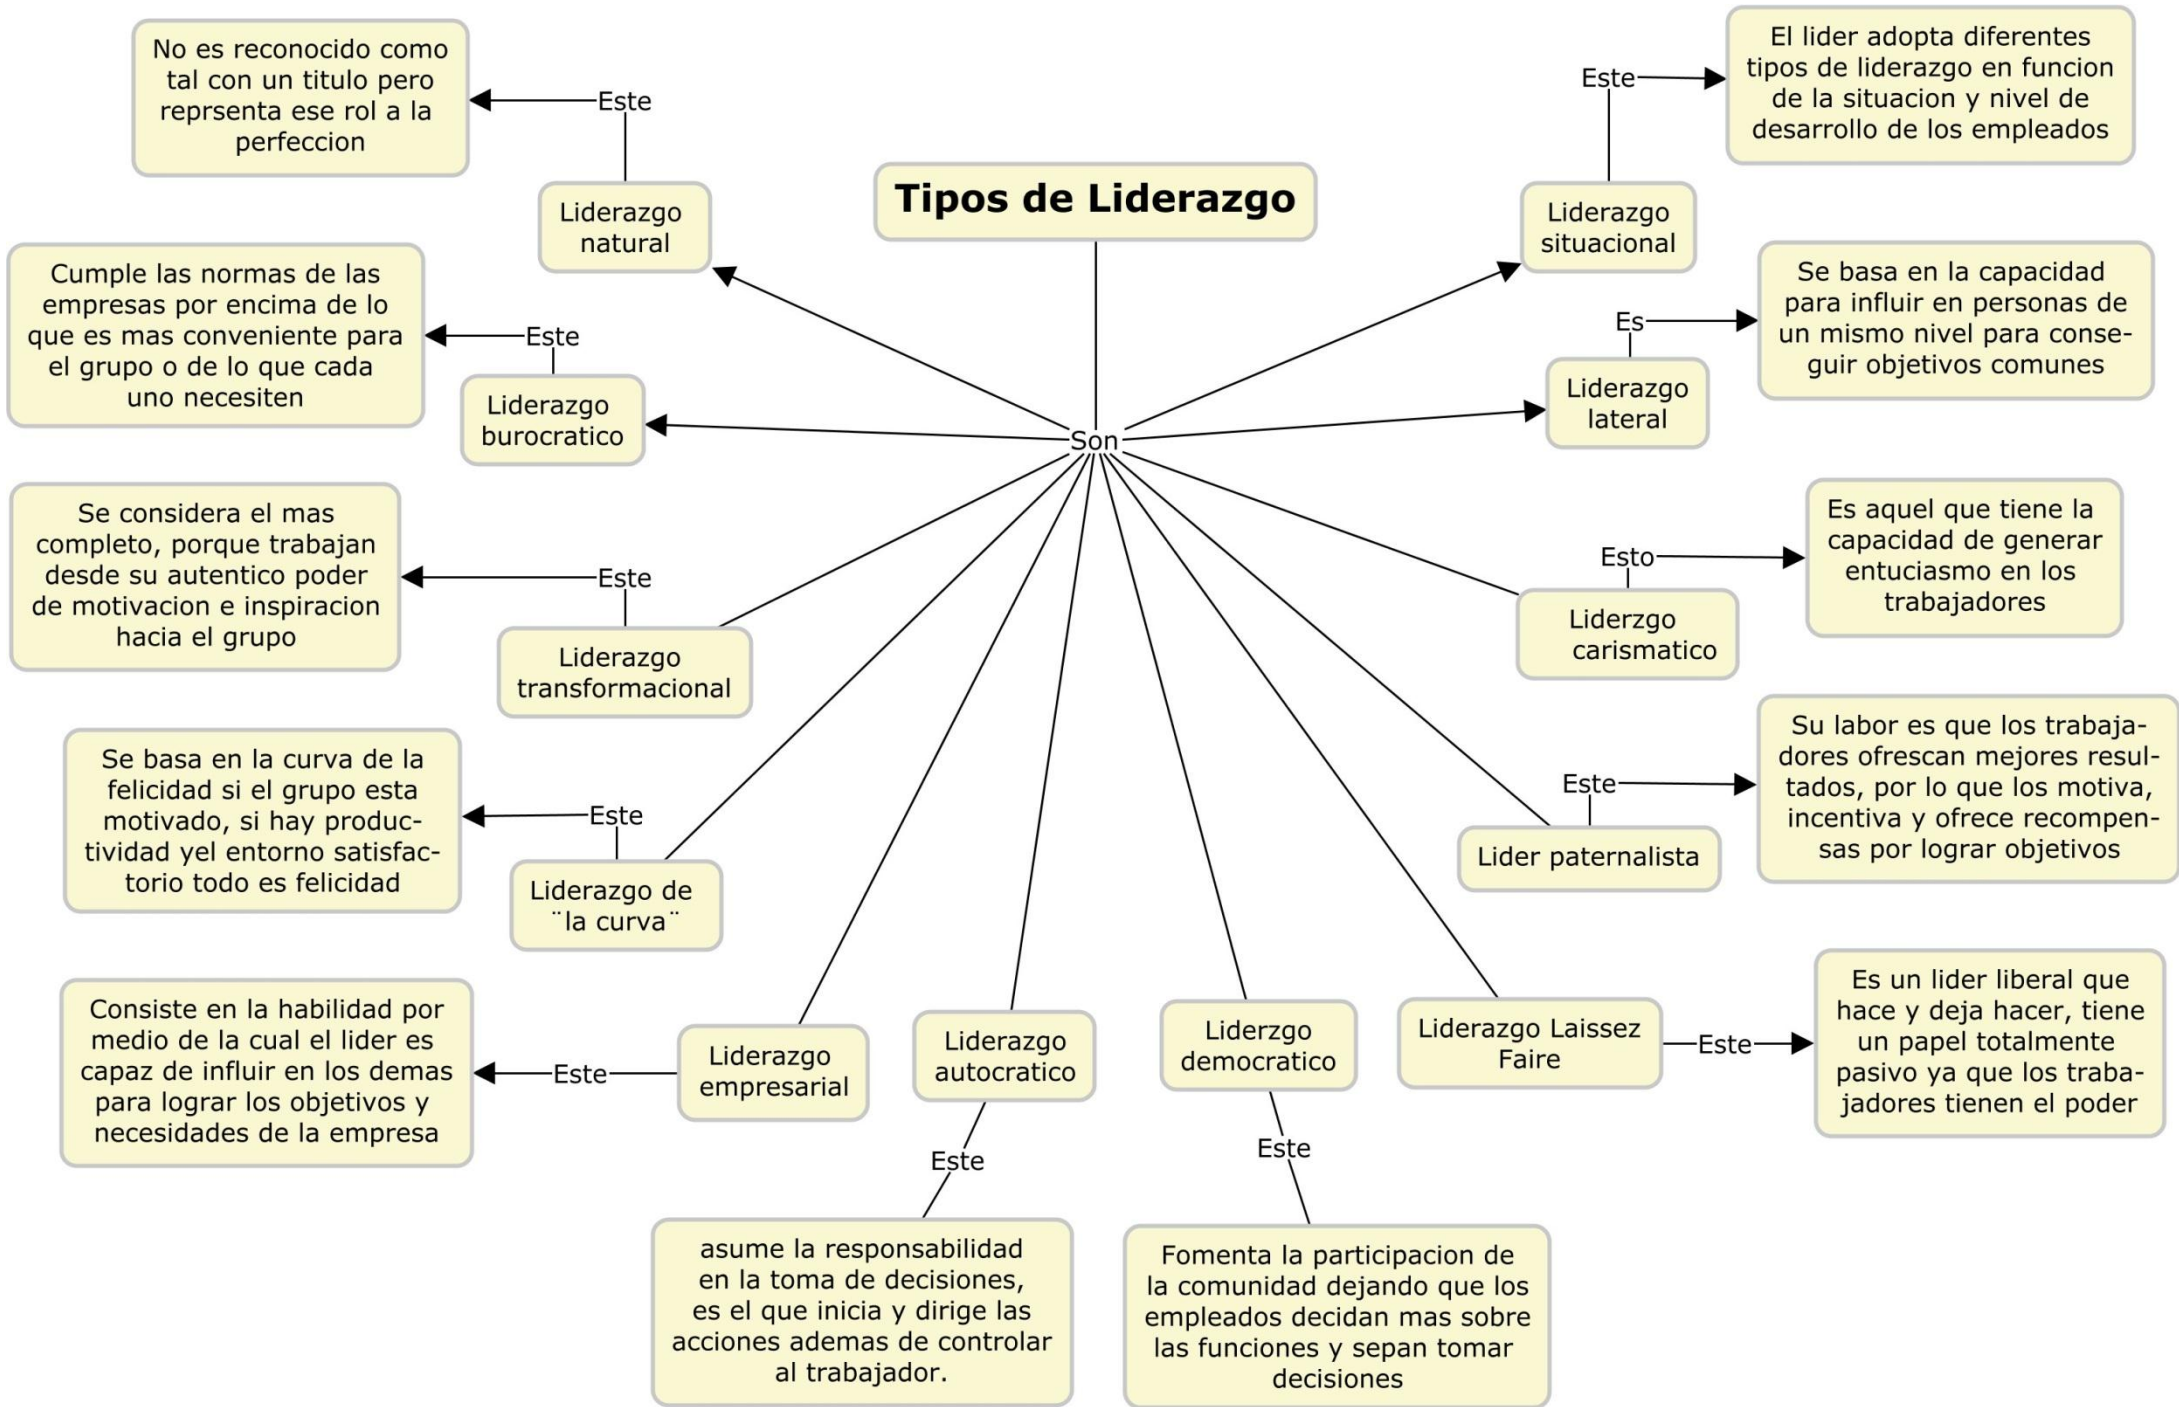 Tipos de Liderazgo
Son
Liderazgo
natural
Este
No es reconocido como
tal con un titulo pero
reprsenta ese rol a la
perfeccion
Liderazgo
burocratico
Este
Cumple las normas de las
empresas por encima de lo
que es mas conveniente para
el grupo o de lo que cada
uno necesiten
Liderazgo
transformacional
Este
Se considera el mas
completo, porque trabajan
desde su autentico poder
de motivacion e inspiracion
hacia el grupo
Liderazgo de
¨la curva¨
Este
Se basa en la curva de la
felicidad si el grupo esta
motivado, si hay produc-
tividad yel entorno satisfac-
torio todo es felicidad
Liderazgo
empresarial
Este
Consiste en la habilidad por
medio de la cual el lider es
capaz de influir en los demas
para lograr los objetivos y
necesidades de la empresa
Liderazgo
autocratico
Este
asume la responsabilidad
en la toma de decisiones,
es el que inicia y dirige las
acciones ademas de controlar
al trabajador.
Liderzgo
democratico
Este
Fomenta la participacion de
la comunidad dejando que los
empleados decidan mas sobre
las funciones y sepan tomar
decisiones
Liderazgo Laissez
Faire
Este
Es un lider liberal que
hace y deja hacer, tiene
un papel totalmente
pasivo ya que los traba-
jadores tienen el poder
Lider paternalista
Este
Su labor es que los trabaja-
dores ofrescan mejores resul-
tados, por lo que los motiva,
incentiva y ofrece recompen-
sas por lograr objetivos
Liderzgo
carismatico
Esto
Es aquel que tiene la
capacidad de generar
entuciasmo en los
trabajadores
Liderazgo
lateral
Es
Se basa en la capacidad
para influir en personas de
un mismo nivel para conse-
guir objetivos comunes
Liderazgo
situacional
Este
El lider adopta diferentes
tipos de liderazgo en funcion
de la situacion y nivel de
desarrollo de los empleados